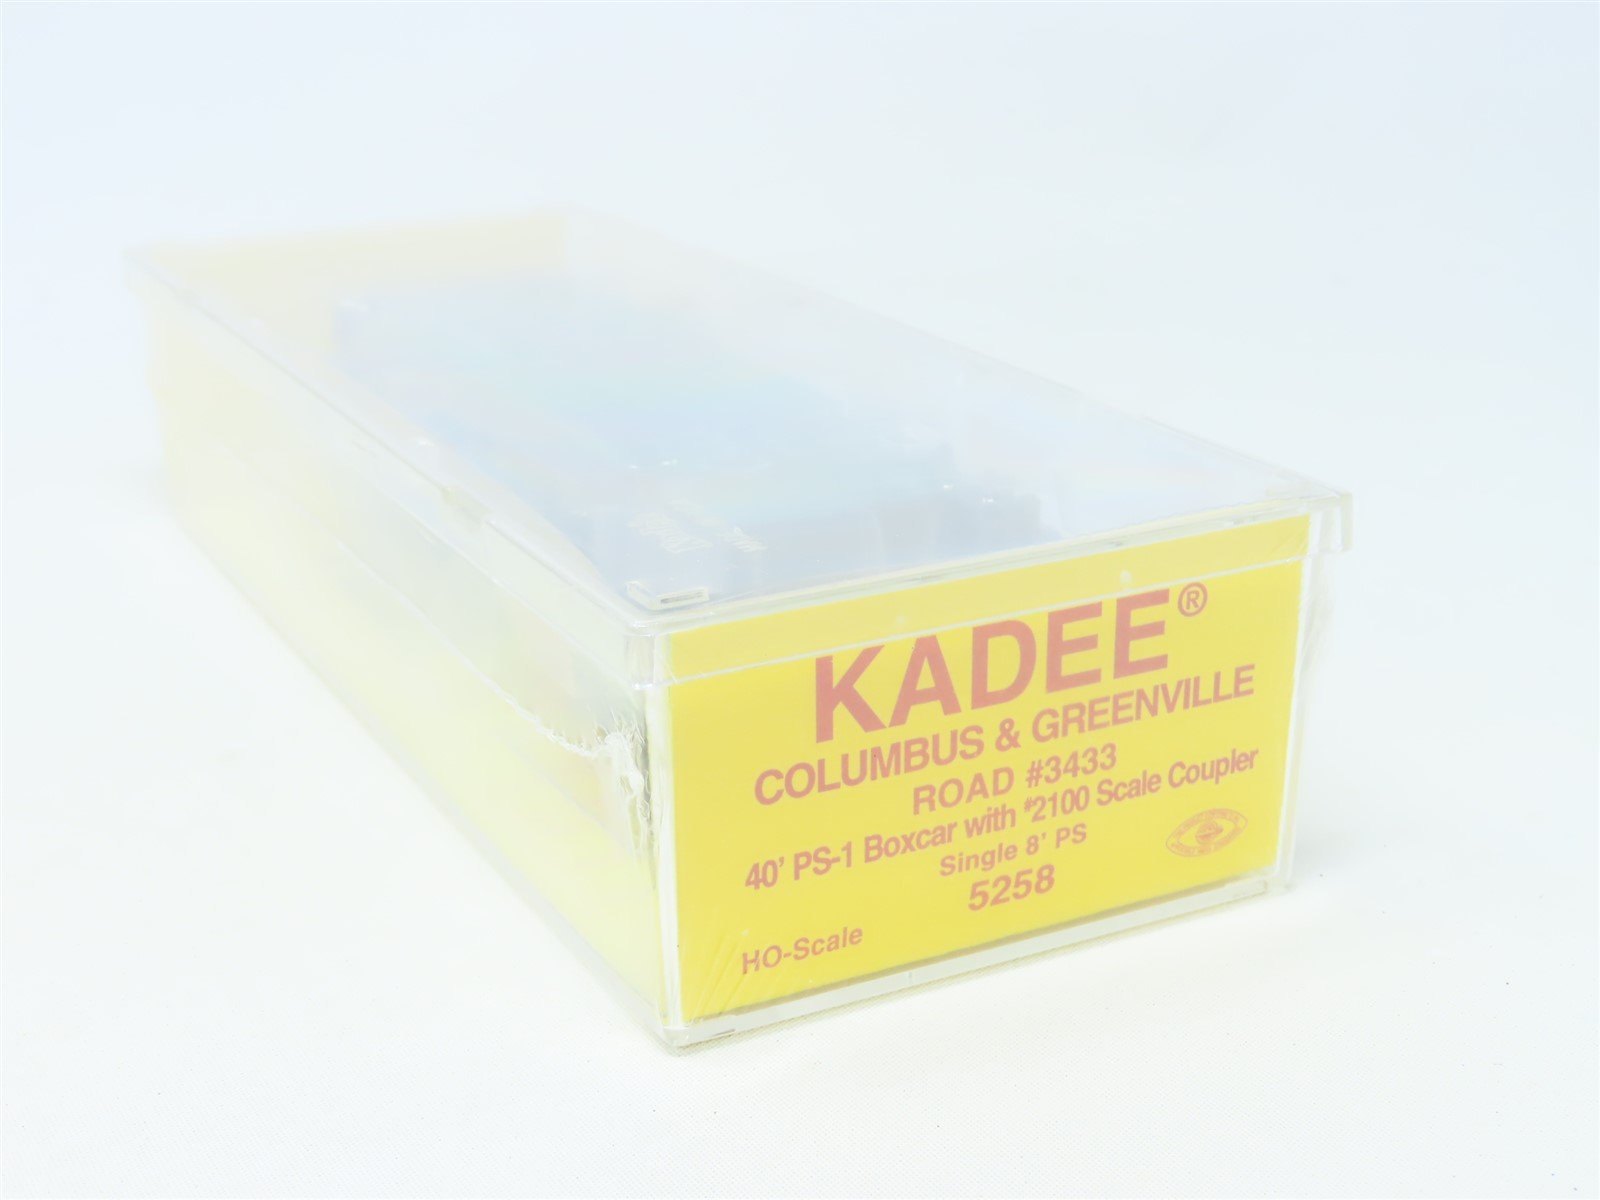 KADEE®
COLUMBUS & GREENVILLE
ROAD #3433
40' PS-1 Boxcar with #2100 Scale Coupler
Single 8' PS
5258
HO-Scale